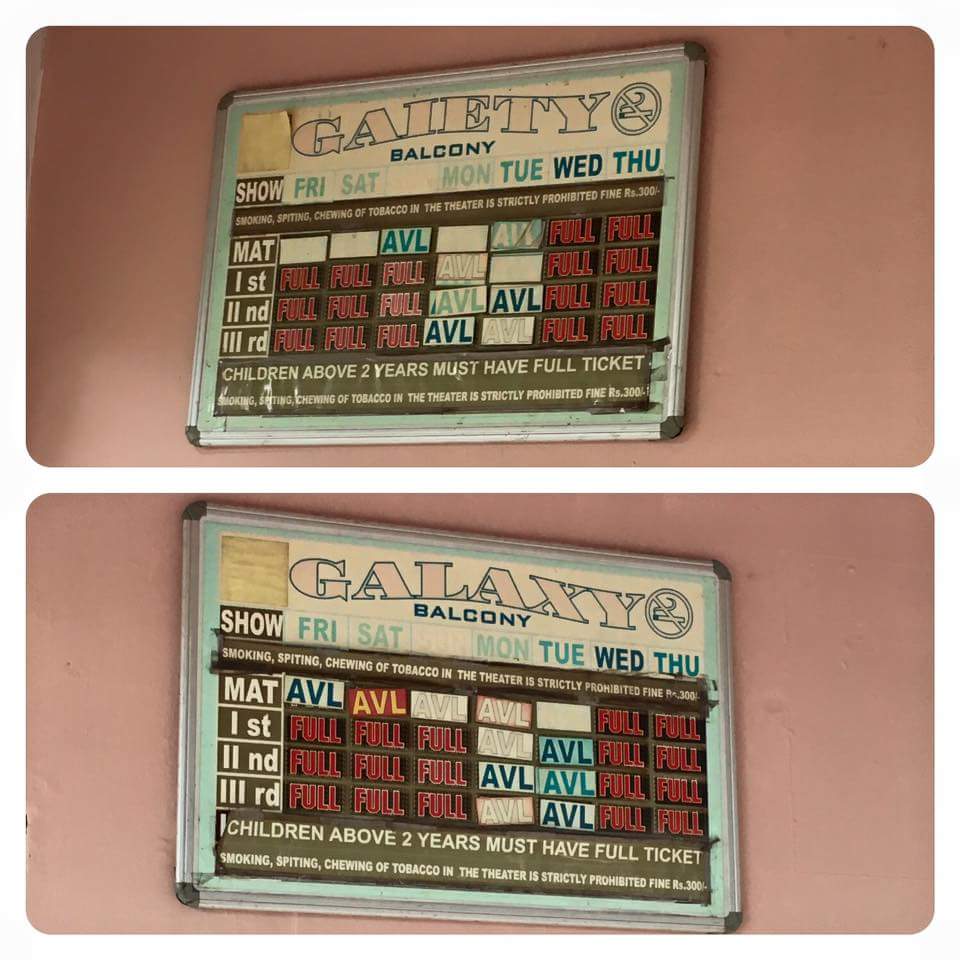 GAIETY
BALCONY
SHOW FRI SAT MON TUE WED THU
SMOKING, SPITING, CHEWING OF TOBACCO IN THE THEATER IS STRICTLY PROHIBITED FINE Rs.300/-
MAT AVL AVL FULL FULL
I st FULL FULL FULL AVL FULL FULL
II nd FULL FULL FULL AVL AVL FULL FULL
III rd FULL FULL FULL AVL AVL FULL FULL
CHILDREN ABOVE 2 YEARS MUST HAVE FULL TICKET
SMOKING, SPITING, CHEWING OF TOBACCO IN THE THEATER IS STRICTLY PROHIBITED FINE Rs.300/-
GALAXY
BALCONY
SHOW FRI SAT SUN MON TUE WED THU
SMOKING, SPITING, CHEWING OF TOBACCO IN THE THEATER IS STRICTLY PROHIBITED FINE Rs.300/-
MAT AVL AVL AVL AVL FULL FULL
I st FULL FULL FULL AVL AVL FULL FULL
II nd FULL FULL FULL AVL AVL FULL FULL
III rd FULL FULL FULL AVL AVL FULL FULL
CHILDREN ABOVE 2 YEARS MUST HAVE FULL TICKET
SMOKING, SPITING, CHEWING OF TOBACCO IN THE THEATER IS STRICTLY PROHIBITED FINE Rs.300/-